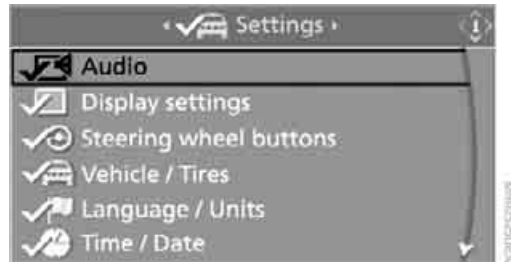 Settings
Audio
Display settings
Steering wheel buttons
Vehicle / Tires
Language / Units
Time / Date